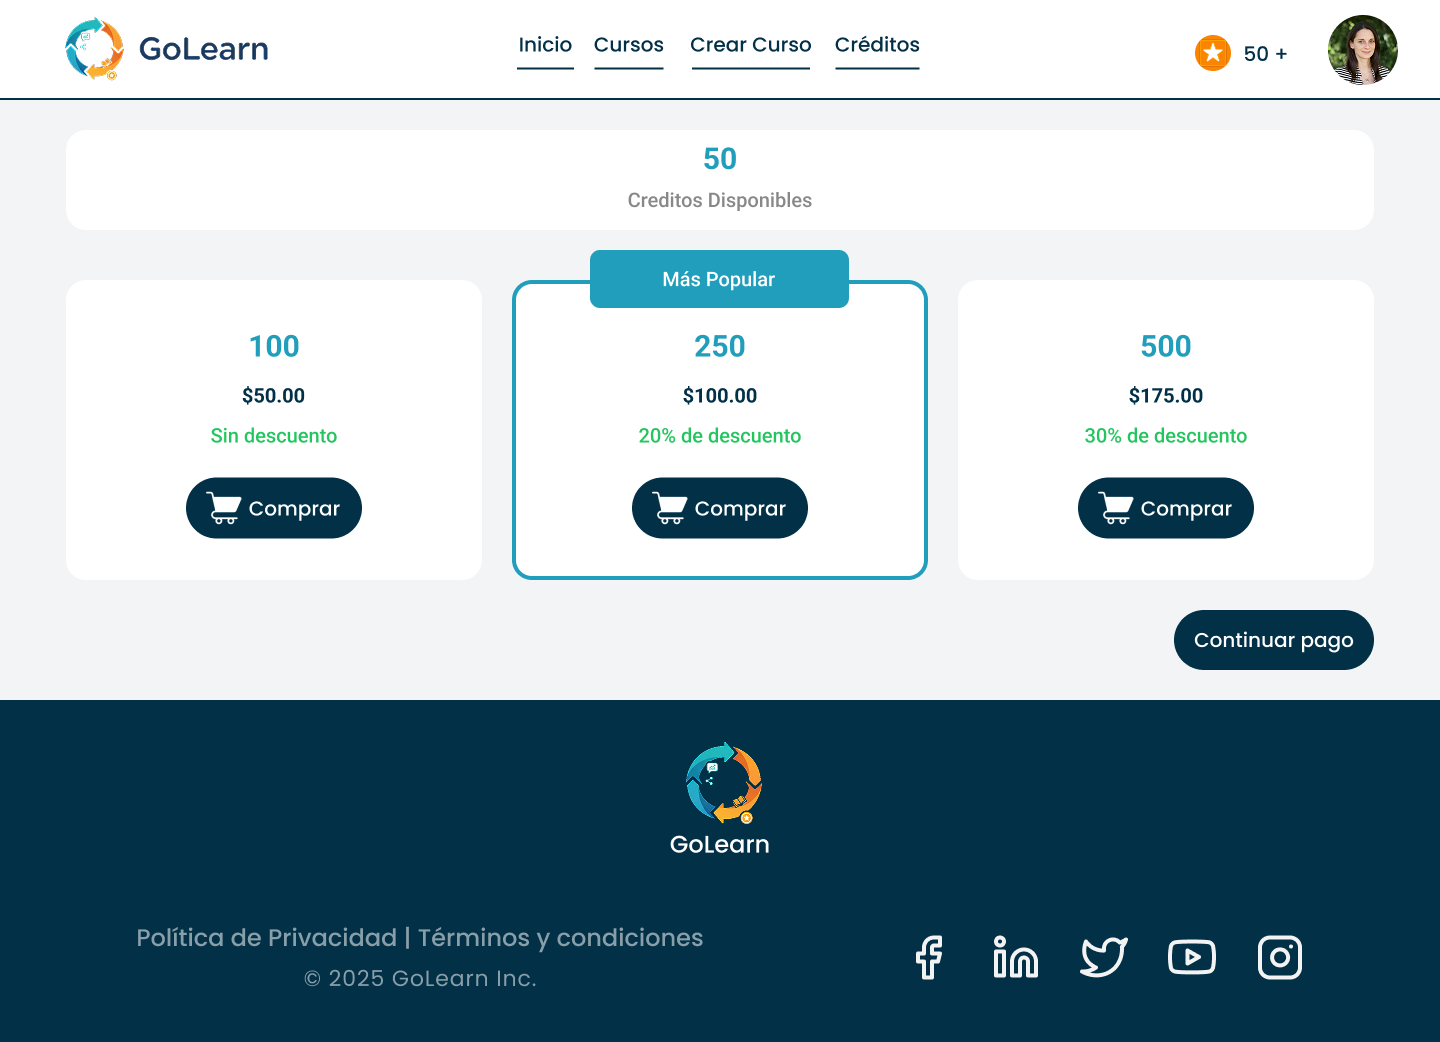 GoLearn
Inicio Cursos Crear Curso Créditos
50 +
50
Creditos Disponibles
100
$50.00
Sin descuento
Comprar
Más Popular
250
$100.00
20% de descuento
Comprar
500
$175.00
30% de descuento
Comprar
Continuar pago
GoLearn
Política de Privacidad | Términos y condiciones
© 2025 GoLearn Inc.